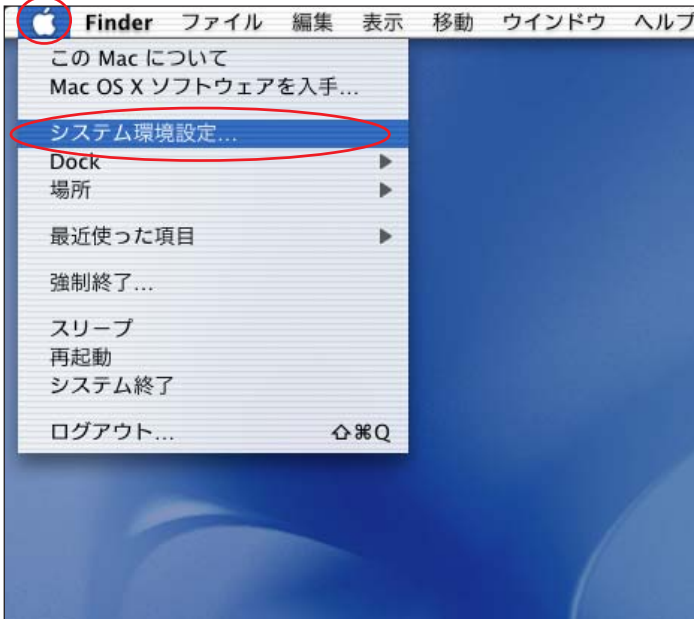 Finder ファイル 編集 表示 移動 ウインドウ ヘルプ
この Mac について
Mac OS X ソフトウェアを入手...
システム環境設定...
Dock
場所
最近使った項目
強制終了...
スリープ
再起動
システム終了
ログアウト... ⇧⌘Q